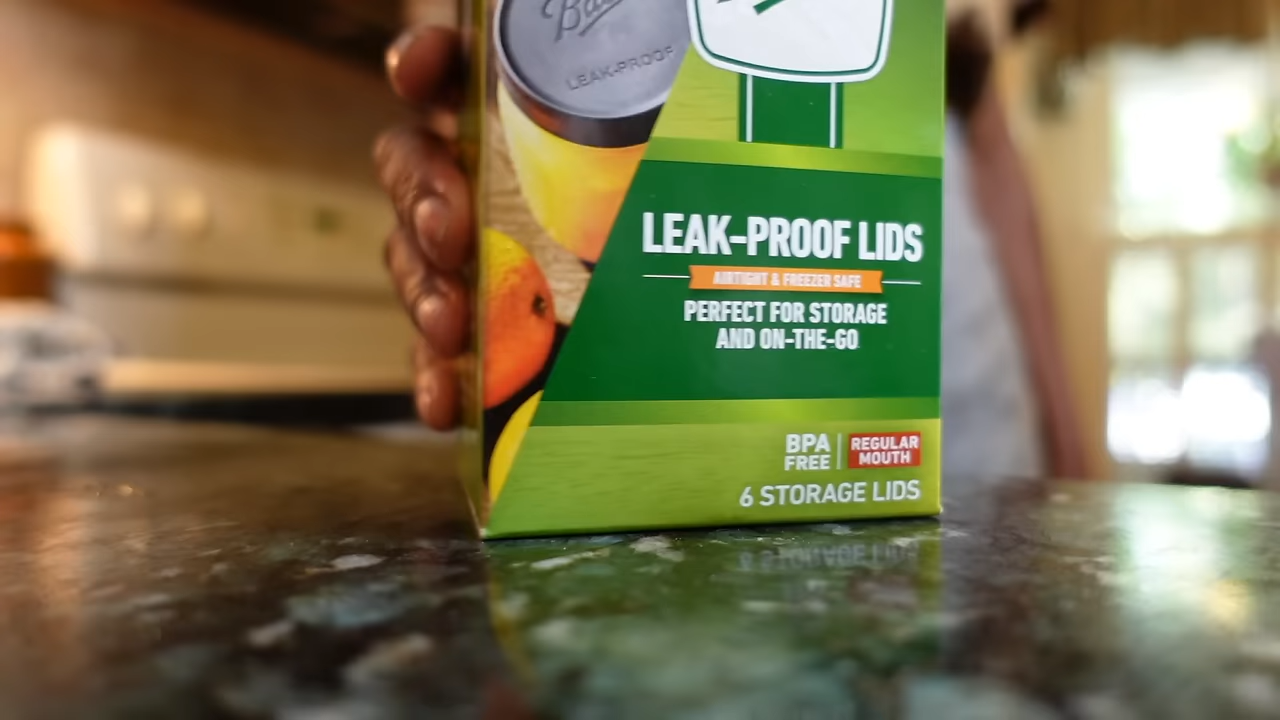 LEAK-PROOF
LEAK-PROOF LIDS
AIRTIGHT & FREEZER SAFE
PERFECT FOR STORAGE
AND ON-THE-GO
BPA
FREE
REGULAR
MOUTH
6 STORAGE LIDS